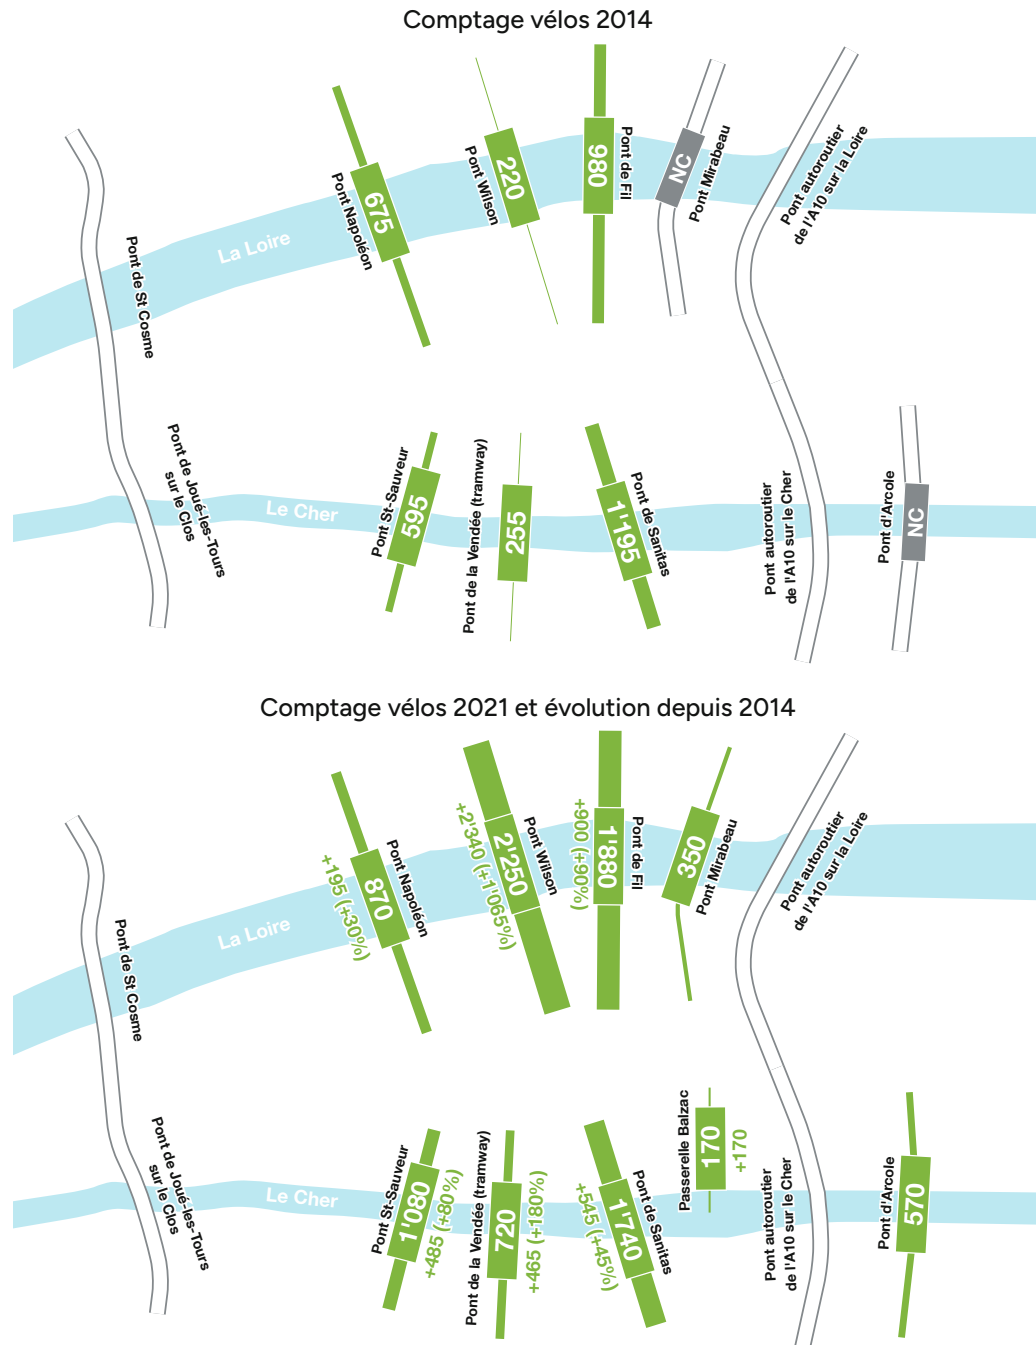 Comptage vélos 2014
Pont de St Cosme
La Loire
675
Pont Napoléon
220
Pont Wilson
980
Pont de Fil
NC
Pont Mirabeau
Pont autoroutier
de l'A10 sur la Loire
Pont de Joué-les-Tours
sur le Clos
Le Cher
Pont St-Sauveur
595
Pont de la Vendée (tramway)
255
1'195
Pont de Sanitas
Pont autoroutier
de l'A10 sur le Cher
Pont d'Arcole
NC
Comptage vélos 2021 et évolution depuis 2014
Pont de St Cosme
La Loire
+195 (+30%)
870
Pont Napoléon
+2'340 (+1'065%)
2'250
Pont Wilson
+900 (+90%)
1'880
Pont de Fil
350
Pont Mirabeau
Pont autoroutier
de l'A10 sur la Loire
Pont de Joué-les-Tours
sur le Clos
Le Cher
Pont St-Sauveur
1'080
+485 (+80%)
Pont de la Vendée (tramway)
720
+465 (+180%)
+545 (+45%)
1'740
Pont de Sanitas
Passerelle Balzac
170
+170
Pont autoroutier
de l'A10 sur le Cher
Pont d'Arcole
570